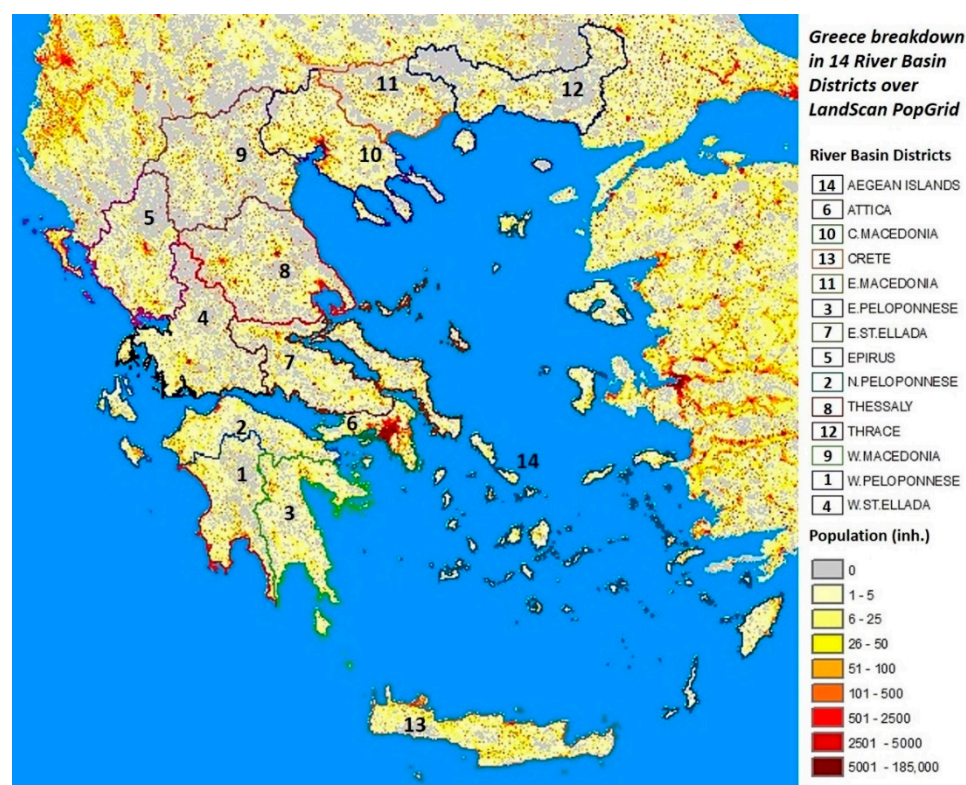 Greece breakdown
in 14 River Basin
Districts over
LandScan PopGrid
River Basin Districts
14 AEGEAN ISLANDS
6 ATTICA
10 C.MACEDONIA
13 CRETE
11 E.MACEDONIA
3 E.PELOPONNESE
7 E.ST.ELLADA
5 EPIRUS
2 N.PELOPONNESE
8 THESSALY
12 THRACE
9 W.MACEDONIA
1 W.PELOPONNESE
4 W.ST.ELLADA
Population (inh.)
0
1 - 5
6 - 25
26 - 50
51 - 100
101 - 500
501 - 2500
2501 - 5000
5001 - 185,000
11
12
9
10
5
8
4
7
6
2
14
1
3
13